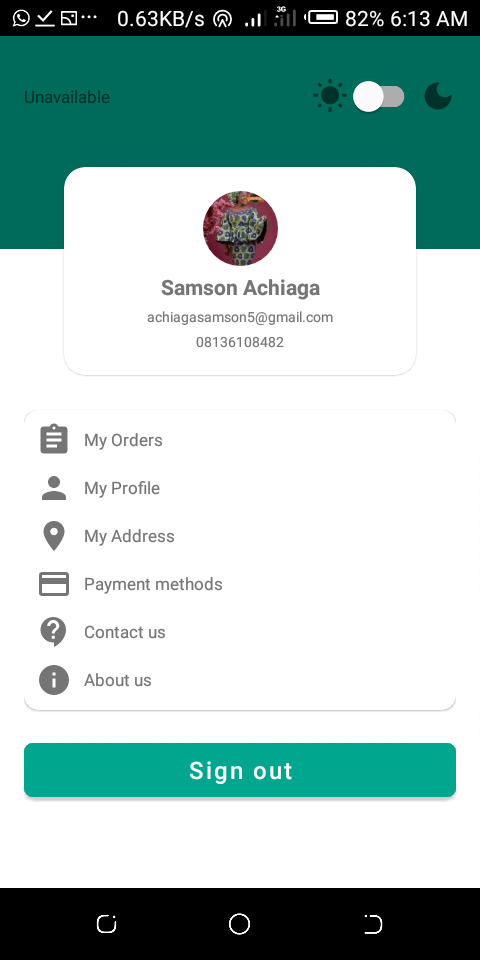 0.63KB/s 3G 82% 6:13 AM
Unavailable
Samson Achiaga
achiagasamson5@gmail.com
08136108482
My Orders
My Profile
My Address
Payment methods
Contact us
About us
Sign out